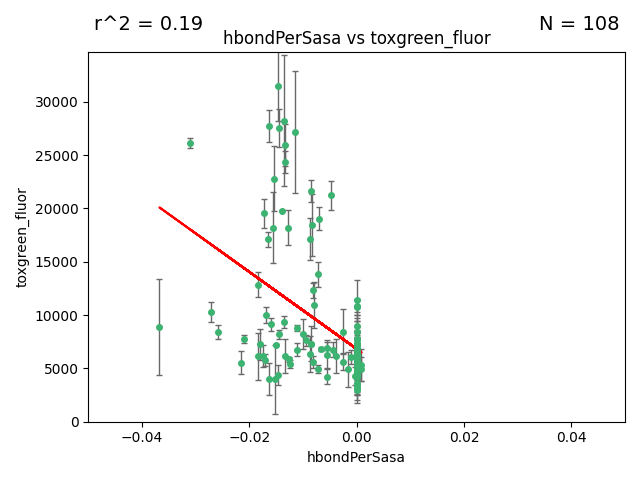 r^2 = 0.19
N = 108
hbondPerSasa vs toxgreen_fluor
30000
25000
20000
15000
10000
5000
0
toxgreen_fluor
−0.04
−0.02
0.00
0.02
0.04
hbondPerSasa